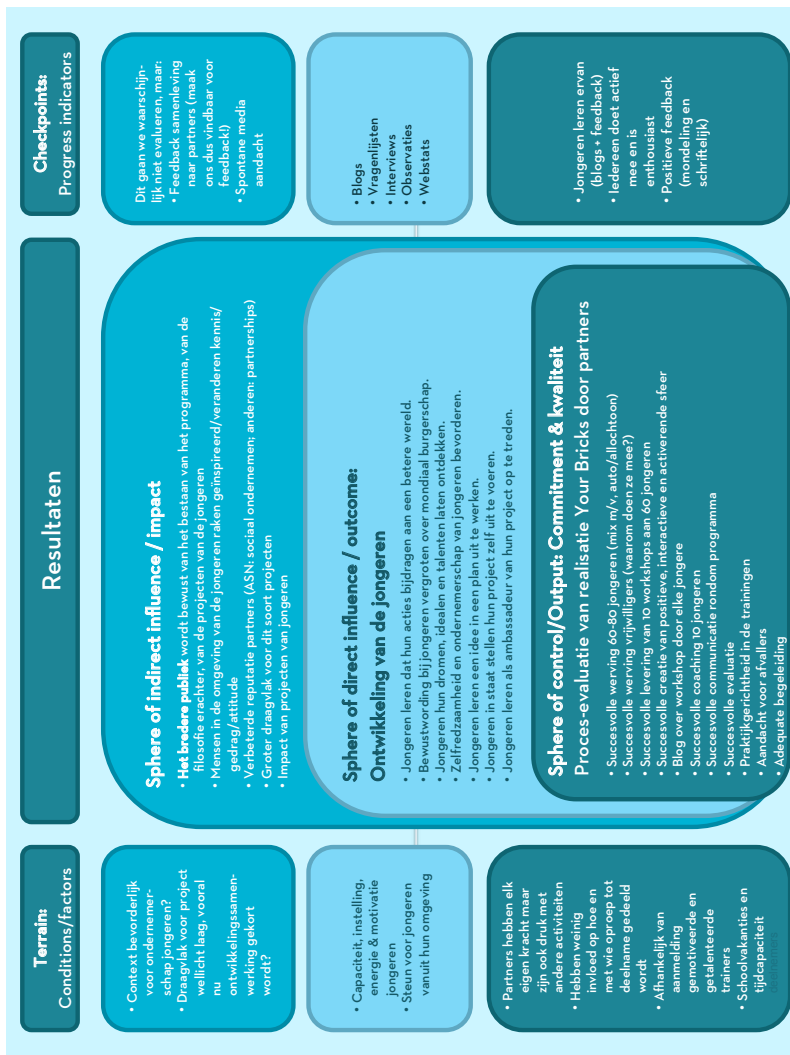 Terrain:
Conditions/factors
Resultaten
Checkpoints:
Progress indicators
• Context bevorderlijk
voor ondernemer-
schap jongeren?
• Draagvlak voor project
wellicht laag, vooral
nu
ontwikkelingssamen-
werking gekort
wordt?
Sphere of indirect influence / impact
• Het bredere publiek wordt bewust van het bestaan van het programma, van de
filosofie erachter, van de projecten van de jongeren
• Mensen in de omgeving van de jongeren raken geïnspireerd/veranderen kennis/
gedrag/attitude
• Verbeterde reputatie partners (ASN: sociaal ondernemen; anderen: partnerships)
• Groter draagvlak voor dit soort projecten
• Impact van projecten van jongeren
Dit gaan we waarschijn-
lijk niet evalueren, maar:
• Feedback samenleving
naar partners (maak
ons dus vindbaar voor
feedback!)
• Spontane media
aandacht
• Capaciteit, instelling,
energie & motivatie
jongeren
• Steun voor jongeren
vanuit hun omgeving
Sphere of direct influence / outcome:
Ontwikkeling van de jongeren
• Jongeren leren dat hun acties bijdragen aan een betere wereld.
• Bewustwording bij jongeren vergroten over mondiaal burgerschap.
• Jongeren hun dromen, idealen en talenten laten ontdekken.
• Zelfredzaamheid en ondernemerschap van jongeren bevorderen.
• Jongeren leren een idee in een plan uit te werken.
• Jongeren in staat stellen hun project zelf uit te voeren.
• Jongeren leren als ambassadeur van hun project op te treden.
• Blogs
• Vragenlijsten
• Interviews
• Observaties
• Webstats
• Partners hebben elk
eigen kracht maar
zijn ook druk met
andere activiteiten
• Hebben weinig
invloed op hoe en
met wie oproep tot
deelname gedeeld
wordt
• Afhankelijk van
aanmelding
gemotiveerde en
getalenteerde
trainers
• Schoolvakanties en
tijdcapaciteit
Sphere of control/Output: Commitment & kwaliteit
Proces-evaluatie van realisatie Your Bricks door partners
• Succesvolle werving 60-80 jongeren (mix m/v, auto/allochtoon)
• Succesvolle werving vrijwilligers (waarom doen ze mee?)
• Succesvolle levering van 10 workshops aan 60 jongeren
• Succesvolle creatie van positieve, interactieve en activerende sfeer
• Blog over workshop door elke jongere
• Succesvolle coaching 10 jongeren
• Succesvolle communicatie rondom programma
• Succesvolle evaluatie
• Praktijkgerichtheid in de trainingen
• Aandacht voor afvallers
• Adequate begeleiding
• Jongeren leren ervan
(blogs + feedback)
• Iedereen doet actief
mee en is
enthousiast
• Positieve feedback
(mondeling en
schriftelijk)